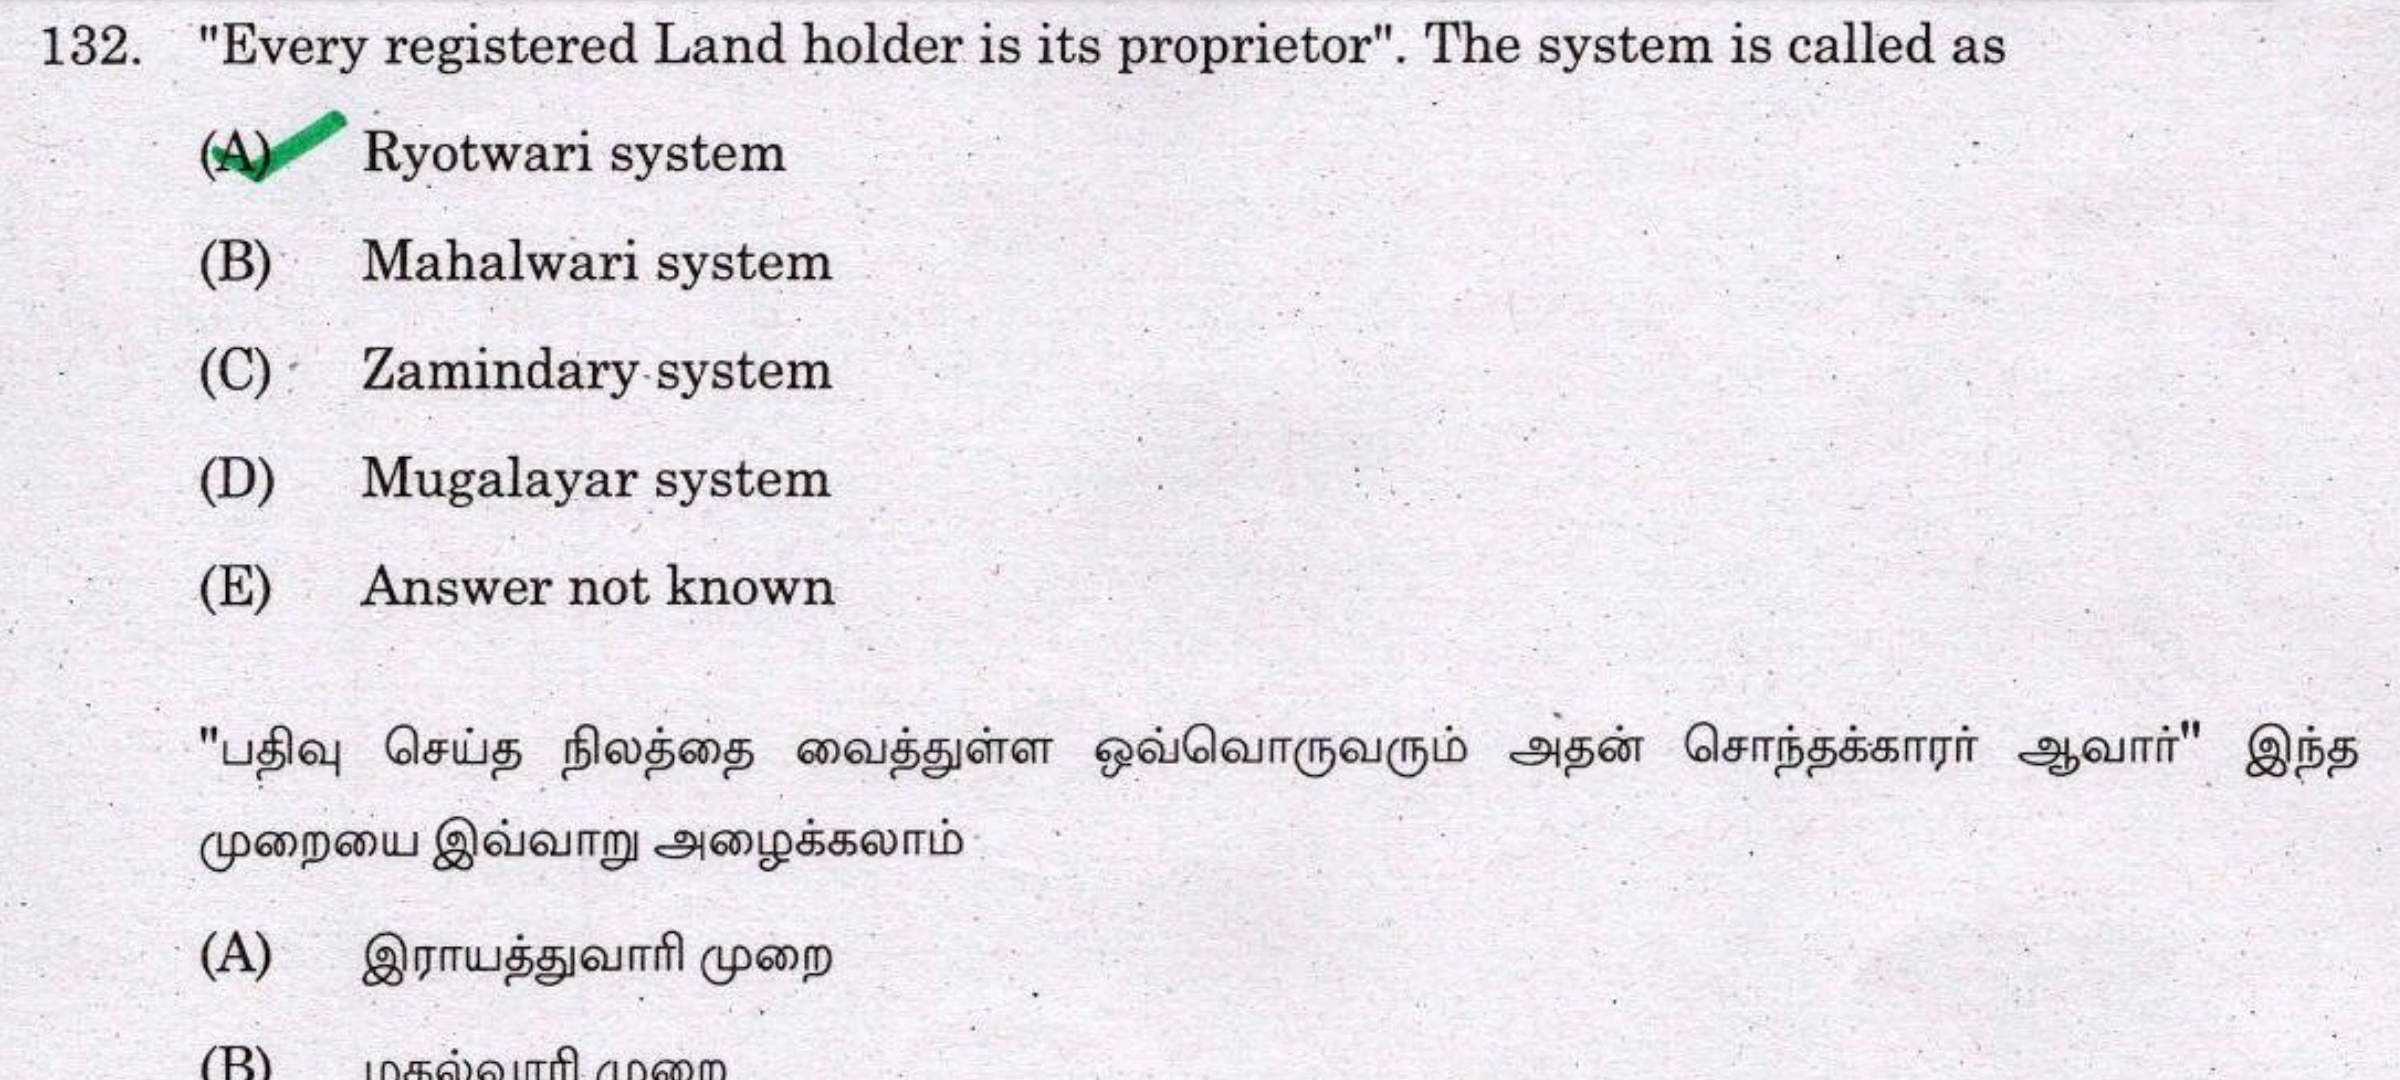 132. "Every registered Land holder is its proprietor". The system is called as
(A) Ryotwari system
(B) Mahalwari system
(C) Zamindary system
(D) Mugalayar system
(E) Answer not known
"பதிவு செய்த நிலத்தை வைத்துள்ள ஒவ்வொருவரும் அதன் சொந்தக்காரர் ஆவார்" இந்த
முறையை இவ்வாறு அழைக்கலாம்
(A) இராயத்துவாரி முறை
(B) மகல்வாரி முறை